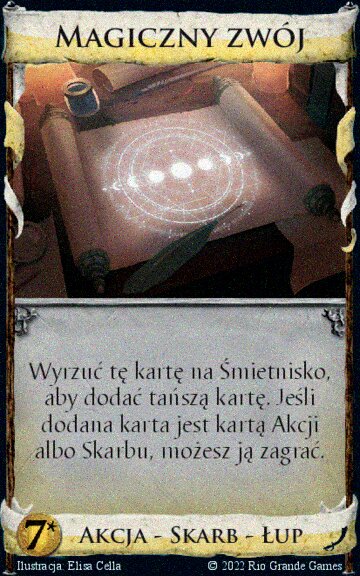 Magiczny zwój
Wyrzuć tę kartę na Śmietnisko,
aby dodać tańszą kartę. Jeśli
dodana karta jest kartą Akcji
albo Skarbu, możesz ją zagrać.
7*
Akcja - Skarb - Łup
Ilustracja: Elisa Cella
© 2022 Rio Grande Games